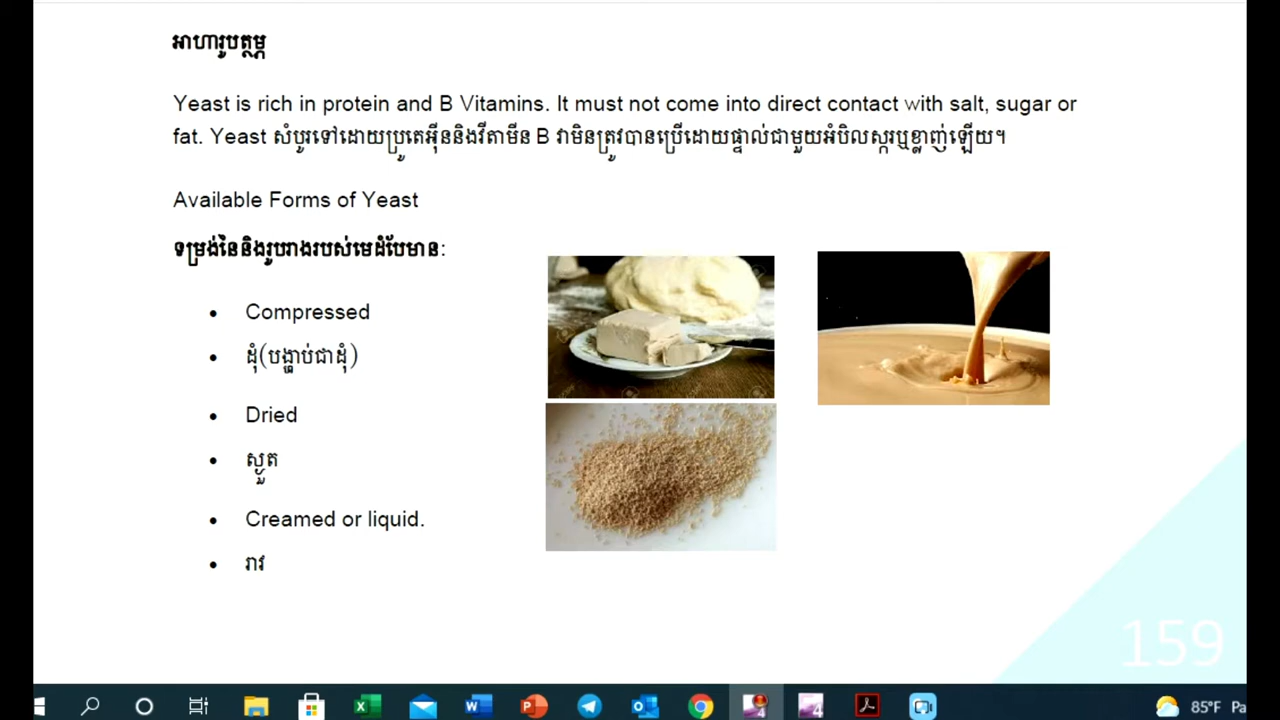 អាហារូបត្ថម្ភ
Yeast is rich in protein and B Vitamins. It must not come into direct contact with salt, sugar or
fat. Yeast សំបូរទៅដោយប្រូតេអ៊ីននិងវីតាមីន B វាមិនត្រូវបានប្រើដោយផ្ទាល់ជាមួយអំបិលស្ករឬខ្លាញ់ឡើយ។
Available Forms of Yeast
ទម្រង់នៃនិងរូបរាងរបស់មេដំបែមាន:
• Compressed
• ដុំ(បង្ហាប់ជាដុំ)
• Dried
• ស្ងួត
• Creamed or liquid.
• រាវ
159
85°F Pa